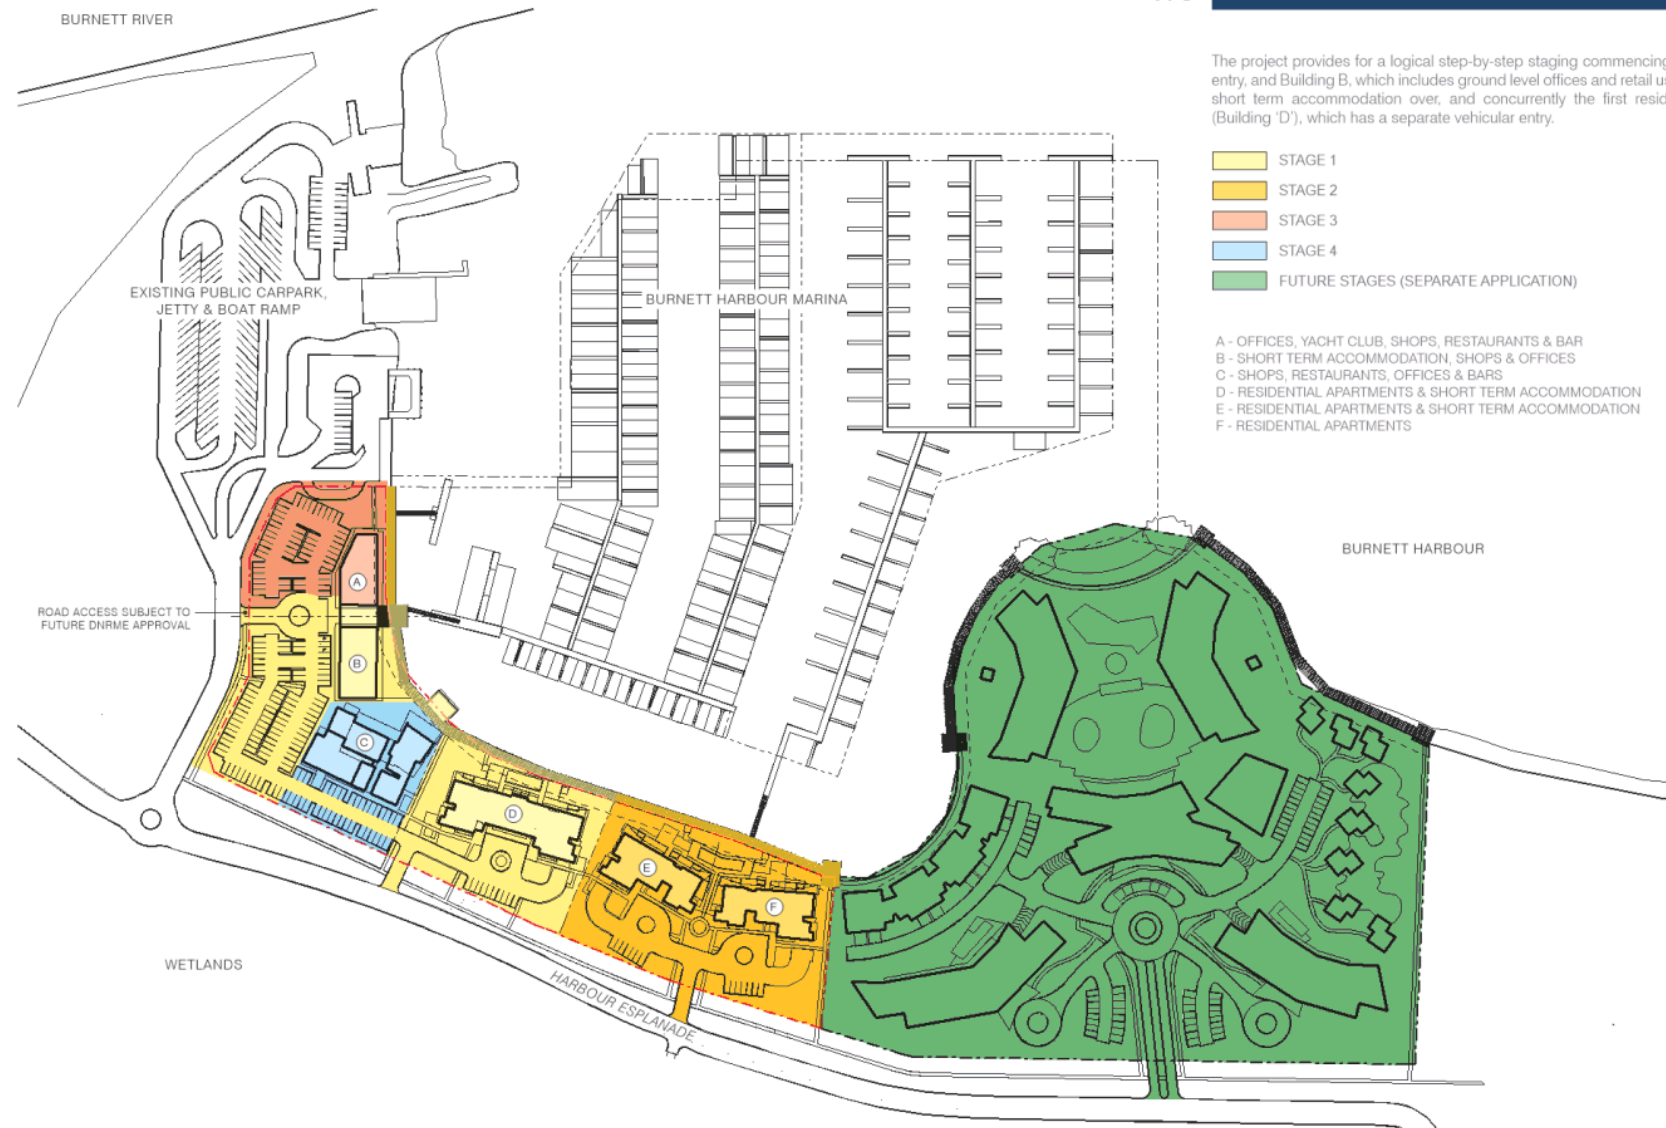 BURNETT RIVER
The project provides for a logical step-by-step staging commencing
entry, and Building B, which includes ground level offices and retail
short term accommodation over, and concurrently the first
(Building ‘D’), which has a separate vehicular entry.
STAGE 1
STAGE 2
STAGE 3
STAGE 4
FUTURE STAGES (SEPARATE APPLICATION)
EXISTING PUBLIC CARPARK,
JETTY & BOAT RAMP
BURNETT HARBOUR MARINA
A - OFFICES, YACHT CLUB, SHOPS, RESTAURANTS & BAR
B - SHORT TERM ACCOMMODATION, SHOPS & OFFICES
C - SHOPS, RESTAURANTS, OFFICES & BARS
D - RESIDENTIAL APARTMENTS & SHORT TERM ACCOMMODATION
E - RESIDENTIAL APARTMENTS & SHORT TERM ACCOMMODATION
F - RESIDENTIAL APARTMENTS
BURNETT HARBOUR
A
ROAD ACCESS SUBJECT TO
FUTURE DNRME APPROVAL
B
C
D
E
F
WETLANDS
HARBOUR ESPLANADE